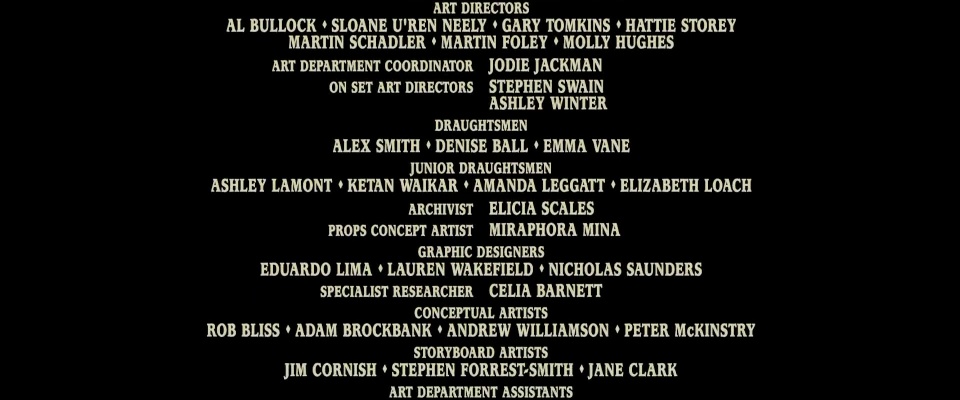 ART DIRECTORS
AL BULLOCK ♦ SLOANE U'REN NEELY ♦ GARY TOMKINS ♦ HATTIE STOREY
MARTIN SCHADLER ♦ MARTIN FOLEY ♦ MOLLY HUGHES
ART DEPARTMENT COORDINATOR JODIE JACKMAN
ON SET ART DIRECTORS STEPHEN SWAIN
ASHLEY WINTER
DRAUGHTSMEN
ALEX SMITH ♦ DENISE BALL ♦ EMMA VANE
JUNIOR DRAUGHTSMEN
ASHLEY LAMONT ♦ KETAN WAIKAR ♦ AMANDA LEGGATT ♦ ELIZABETH LOACH
ARCHIVIST ELICIA SCALES
PROPS CONCEPT ARTIST MIRAPHORA MINA
GRAPHIC DESIGNERS
EDUARDO LIMA ♦ LAUREN WAKEFIELD ♦ NICHOLAS SAUNDERS
SPECIALIST RESEARCHER CELIA BARNETT
CONCEPTUAL ARTISTS
ROB BLISS ♦ ADAM BROCKBANK ♦ ANDREW WILLIAMSON ♦ PETER McKINSTRY
STORYBOARD ARTISTS
JIM CORNISH ♦ STEPHEN FORREST-SMITH ♦ JANE CLARK
ART DEPARTMENT ASSISTANTS